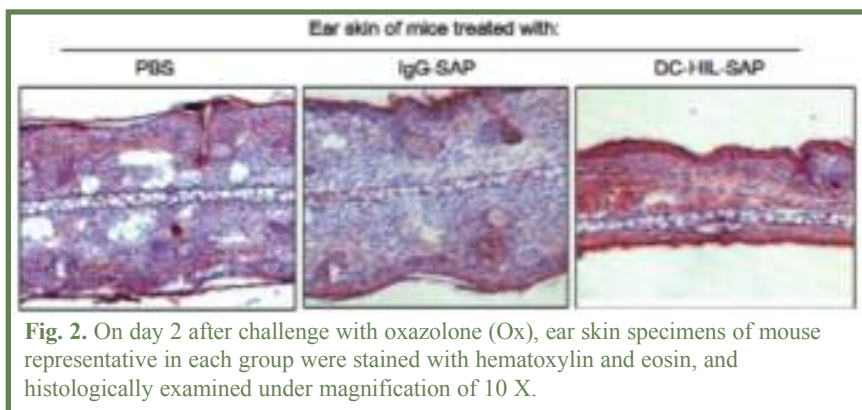 Ear skin of mice treated with:
PBS
IgG-SAP
DC-HIL-SAP
Fig. 2. On day 2 after challenge with oxazolone (Ox), ear skin specimens of mouse
representative in each group were stained with hematoxylin and eosin, and
histologically examined under magnification of 10 X.